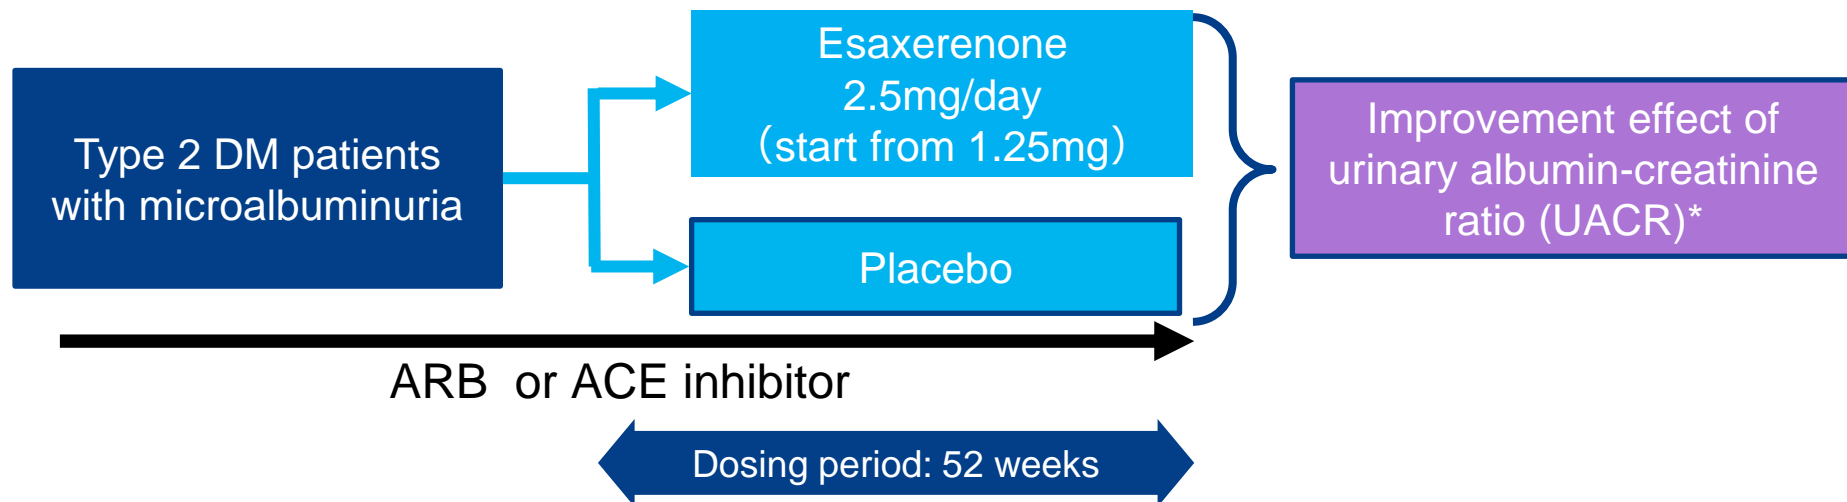 Type 2 DM patients
with microalbuminuria
Esaxerenone
2.5mg/day
（start from 1.25mg）
Placebo
Improvement effect of
urinary albumin-creatinine
ratio (UACR)*
ARB  or ACE inhibitor
Dosing period: 52 weeks